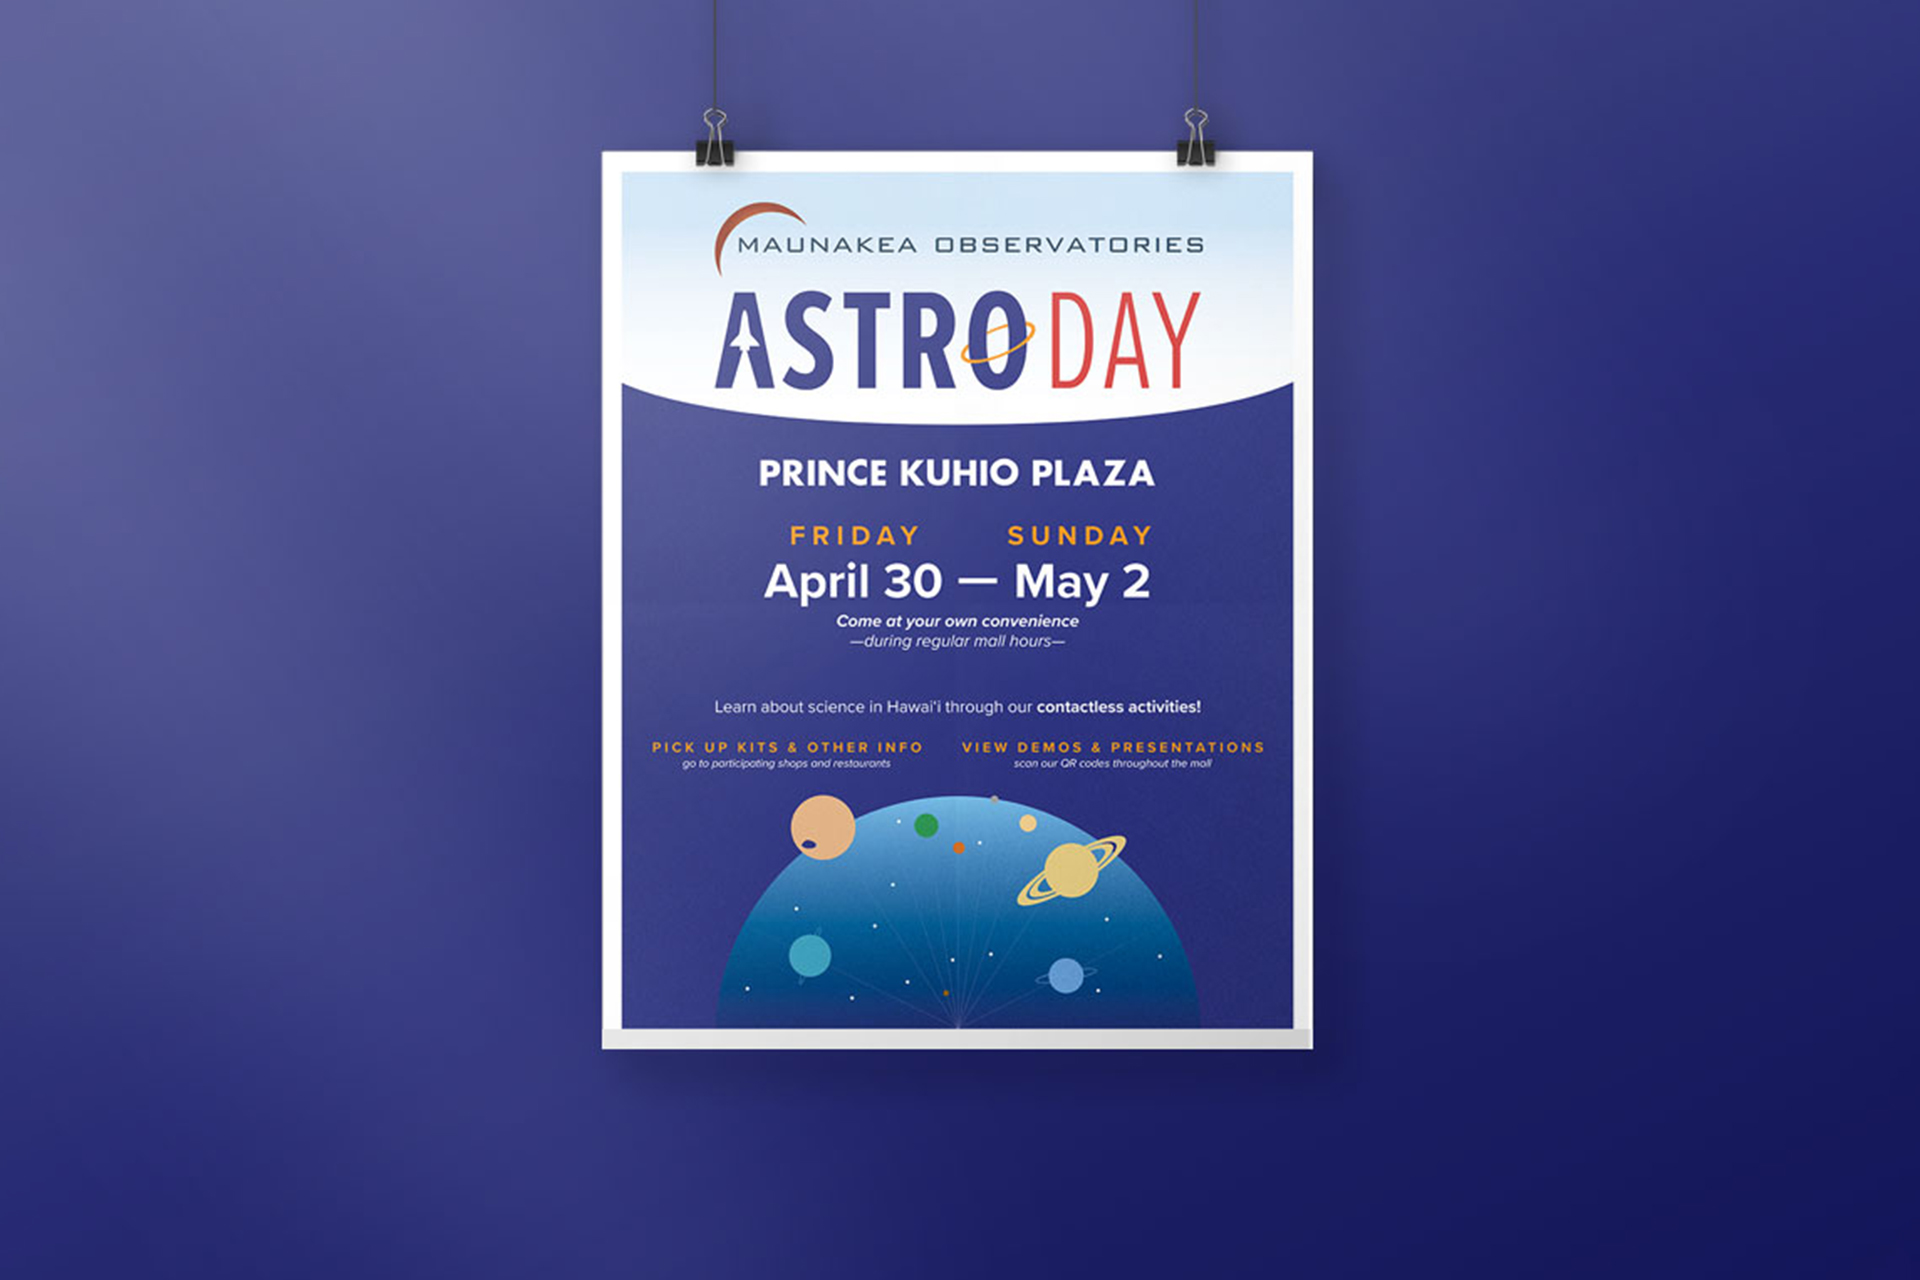 MAUNAKEA OBSERVATORIES
ASTRO DAY
PRINCE KUHIO PLAZA
FRIDAY SUNDAY
April 30 — May 2
Come at your own convenience
—during regular mall hours—
Learn about science in Hawai‘i through our contactless activities!
PICK UP KITS & OTHER INFO VIEW DEMOS & PRESENTATIONS
go to participating shops and restaurants scan our QR codes throughout the mall